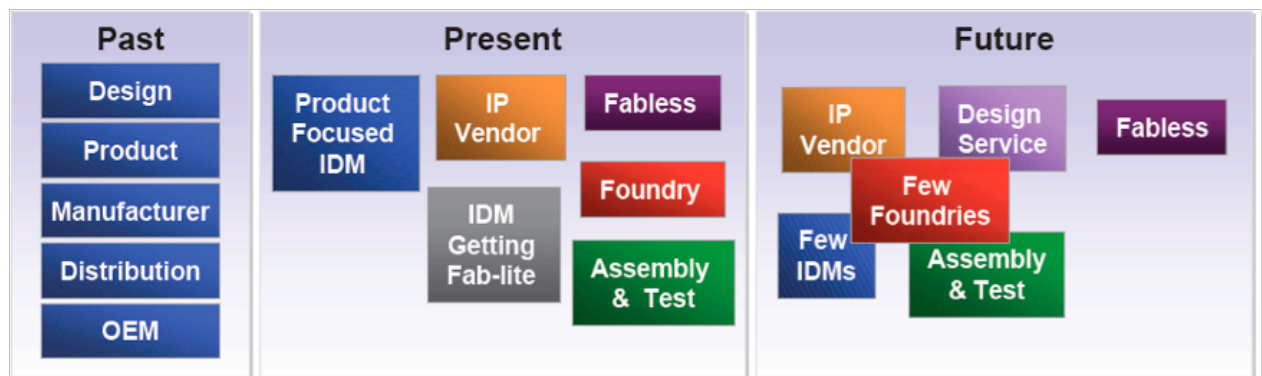 Past
Design
Product
Manufacturer
Distribution
OEM
Present
Product
Focused
IDM
IP
Vendor
Fabless
IDM
Getting
Fab-lite
Foundry
Assembly
& Test
Future
IP
Vendor
Design
Service
Fabless
Few
Foundries
Few
IDMs
Assembly
& Test